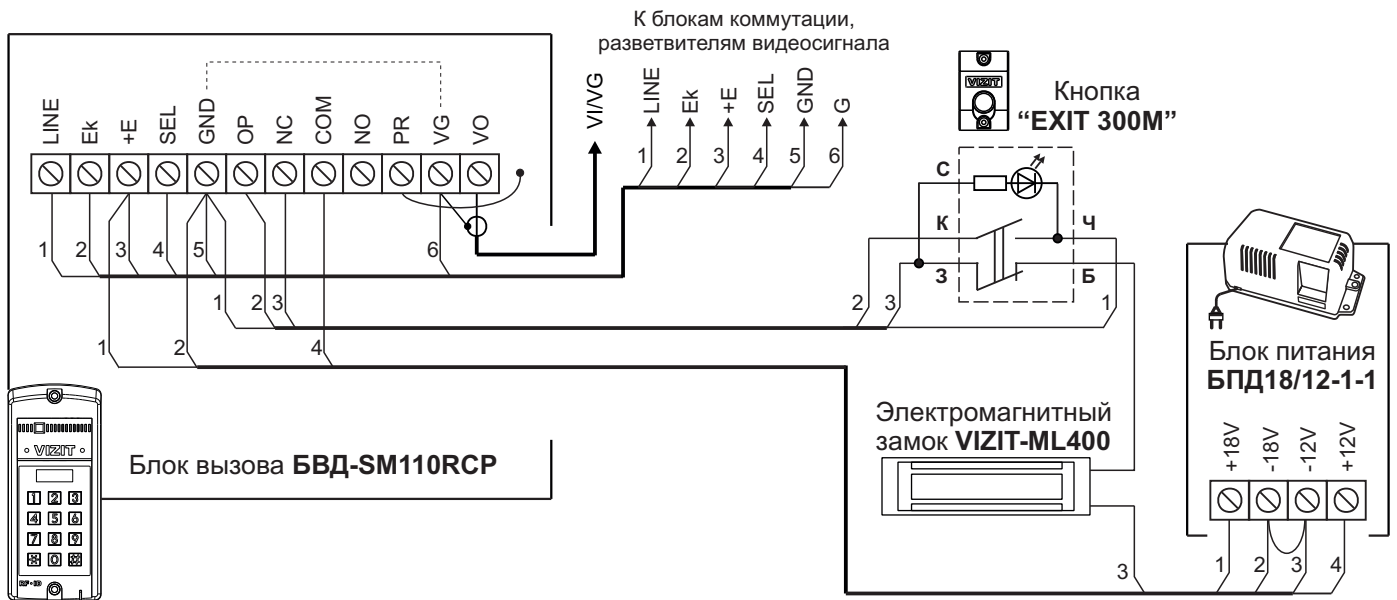 К блокам коммутации,
разветвителям видеосигнала
LINE
Ek
+E
SEL
GND
OP
NC
COM
NO
PR
VG
VO
VI/VG
LINE
Ek
+E
SEL
GND
G
1
2
3
4
5
6
VIZIT
Кнопка
“EXIT 300M”
С
К
Ч
З
Б
1
2
3
4
5
6
1
2
3
2
3
1
1
2
4
Блок питания
БПД18/12-1-1
+18V
-18V
-12V
+12V
1
2
3
4
Электромагнитный
замок VIZIT-ML400
3
Блок вызова БВД-SM110RCP
VIZIT
1 2 3
4 5 6
7 8 9
0
RF·ID